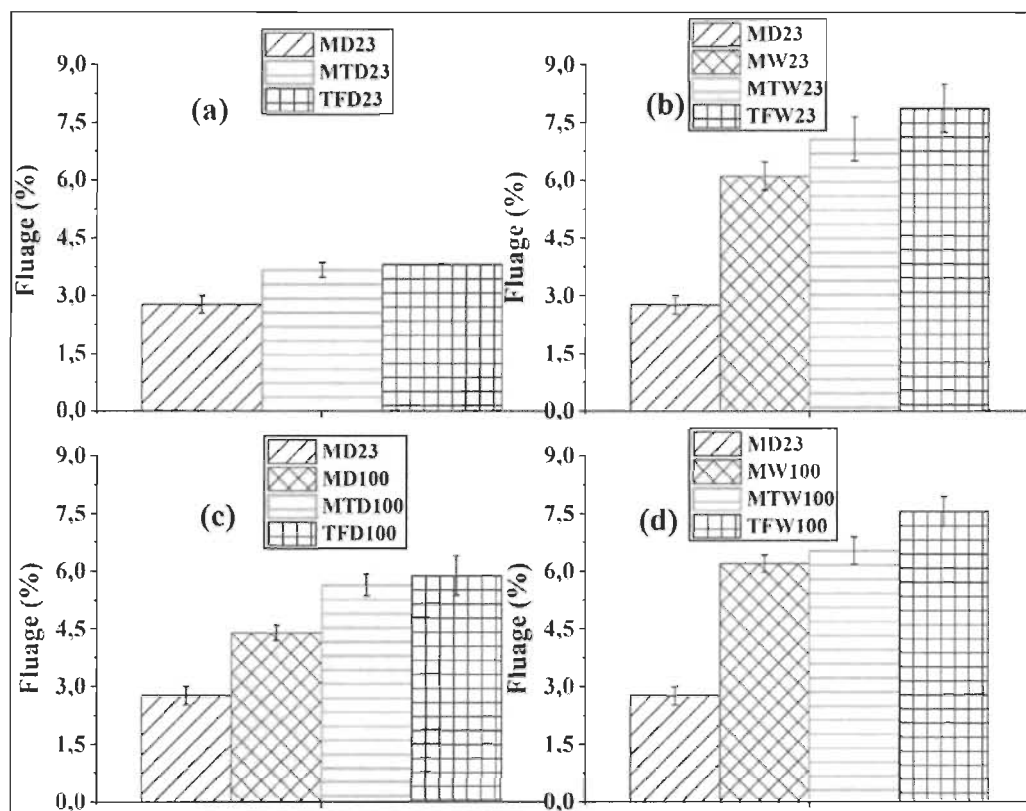 MD23
MTD23
TFD23
(a)
Fluage (%)
9,0
7,5
6,0
4,5
3,0
1,5
0,0
MD23
MW23
MTW23
TFW23
(b)
Fluage (%)
9,0
7,5
6,0
4,5
3,0
1,5
0,0
MD23
MD100
MTD100
TFD100
(c)
Fluage (%)
9,0
7,5
6,0
4,5
3,0
1,5
0,0
MD23
MW100
MTW100
TFW100
(d)
Fluage (%)
9,0
7,5
6,0
4,5
3,0
1,5
0,0